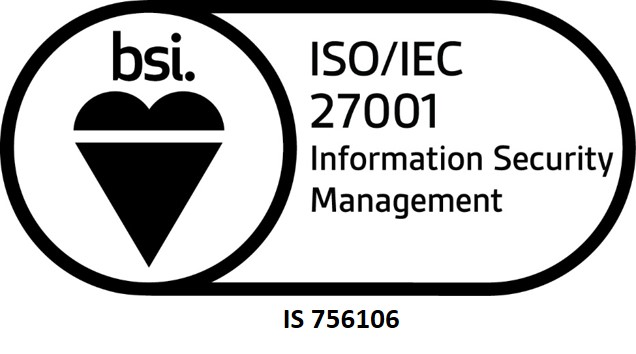 bsi.
ISO/IEC
27001
Information Security
Management
IS 756106